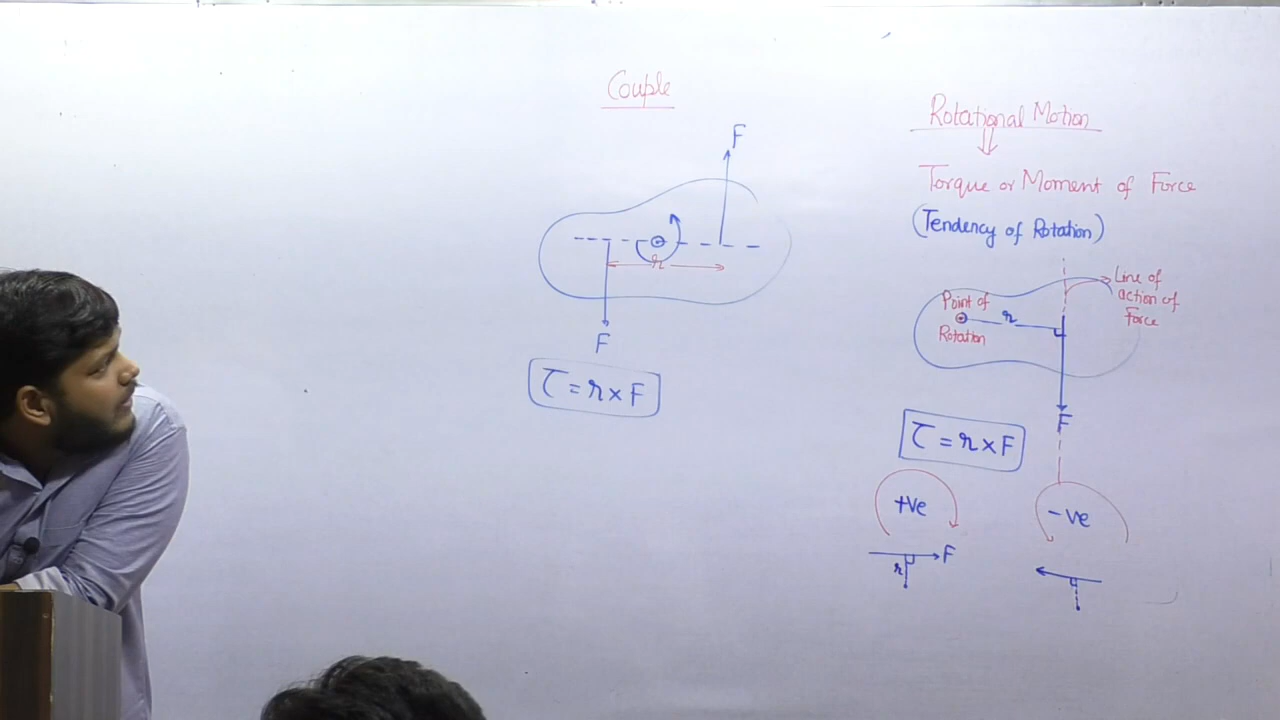 Couple
F
r
F
τ = r × F
Rotational Motion
⇓
Torque or Moment of Force
(Tendency of Rotation)
Line of
action of
Force
Point of
Rotation
r
F
τ = r × F
+ve
-ve
F
r